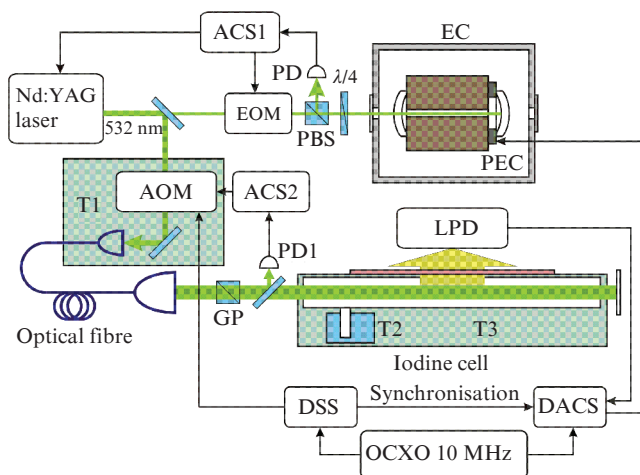 ACS1
EC
PD
λ/4
Nd:YAG
laser
532 nm
EOM
PBS
PEC
T1
AOM
ACS2
LPD
PD1
GP
Optical fibre
T2
T3
Iodine cell
Synchronisation
DSS
DACS
OCXO 10 MHz